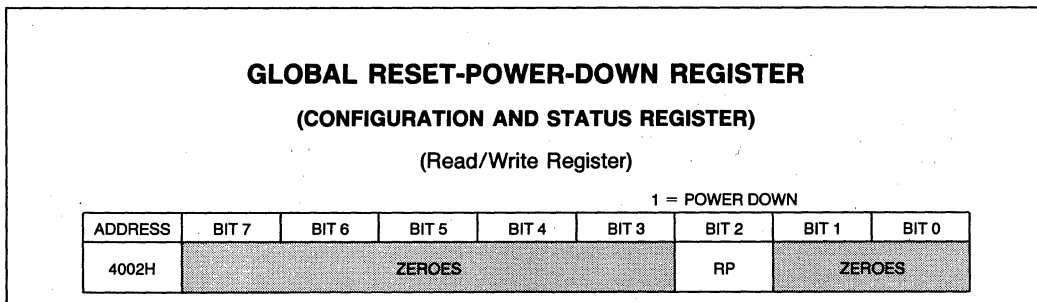 GLOBAL RESET-POWER-DOWN REGISTER
(CONFIGURATION AND STATUS REGISTER)
(Read/Write Register)
1 = POWER DOWN
ADDRESS BIT 7 BIT 6 BIT 5 BIT 4 BIT 3 BIT 2 BIT 1 BIT 0
4002H ZEROES RP ZEROES